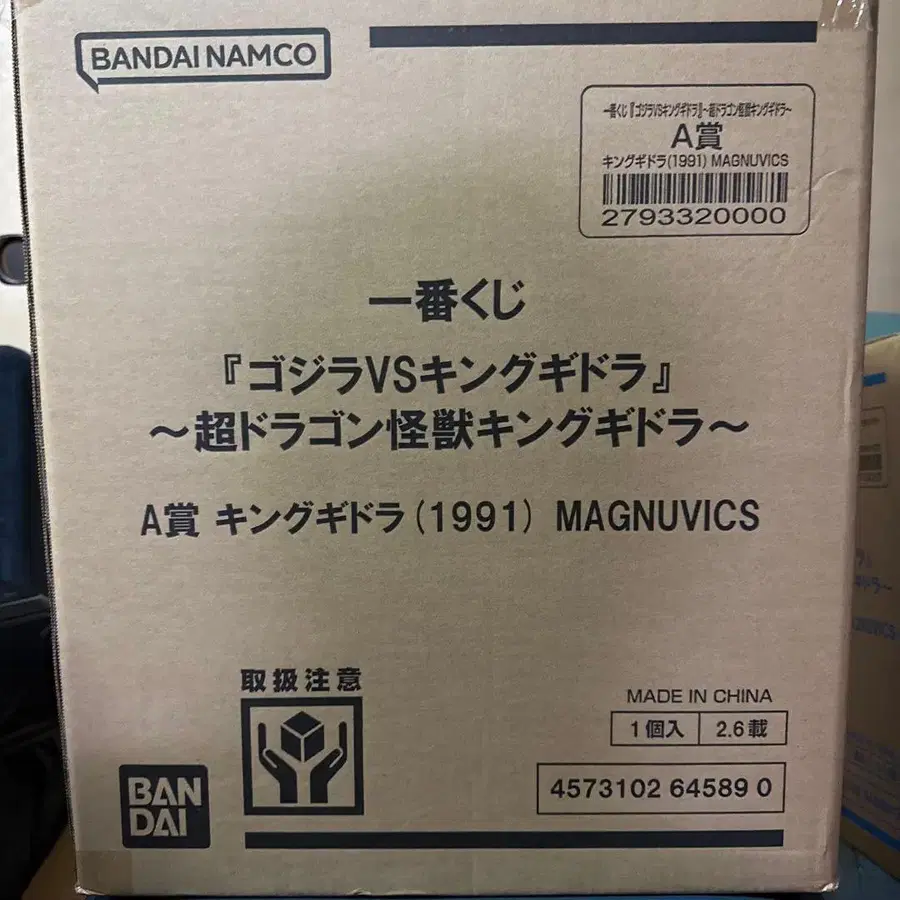 BANDAI NAMCO
一番くじ『ゴジラVSキングギドラ』~超ドラゴン怪獣キングギドラ~
A賞
キングギドラ(1991) MAGNUVICS
2793320000
一番くじ
『ゴジラVSキングギドラ』
~超ドラゴン怪獣キングギドラ~
A賞 キングギドラ(1991) MAGNUVICS
取扱注意
MADE IN CHINA
1個入 2.6載
4573102 64589 0
BAN
DAI